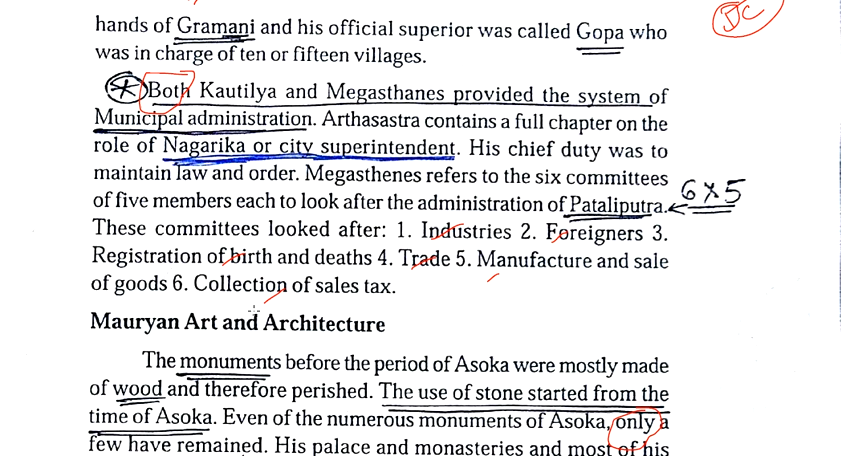 hands of Gramani and his official superior was called Gopa who
was in charge of ten or fifteen villages.
Both Kautilya and Megasthanes provided the system of
Municipal administration. Arthasastra contains a full chapter on the
role of Nagarika or city superintendent. His chief duty was to
maintain law and order. Megasthenes refers to the six committees
of five members each to look after the administration of Pataliputra. 6x5
These committees looked after: 1. Industries 2. Foreigners 3.
Registration of birth and deaths 4. Trade 5. Manufacture and sale
of goods 6. Collection of sales tax.
Mauryan Art and Architecture
The monuments before the period of Asoka were mostly made
of wood and therefore perished. The use of stone started from the
time of Asoka. Even of the numerous monuments of Asoka, only a
few have remained. His palace and monasteries and most of his